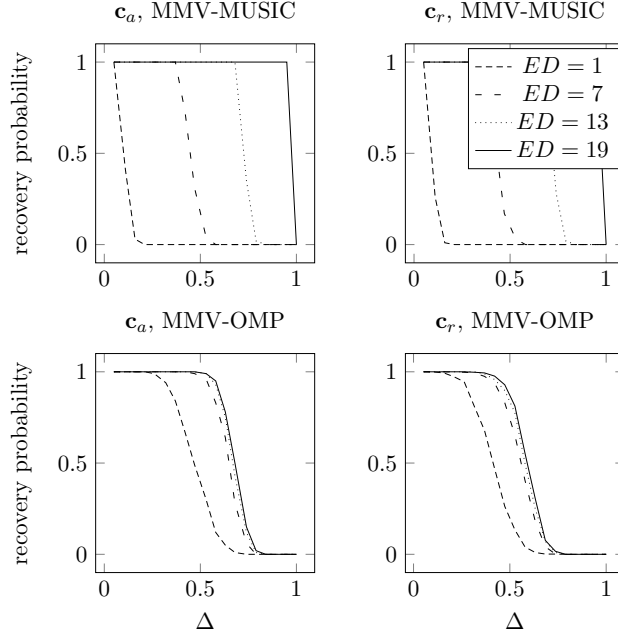 c_a, MMV-MUSIC
c_r, MMV-MUSIC
recovery probability
1
0.5
0
0
0.5
1
1
0.5
0
0
0.5
1
ED = 1
ED = 7
ED = 13
ED = 19
c_a, MMV-OMP
c_r, MMV-OMP
recovery probability
1
0.5
0
0
0.5
1
Δ
1
0.5
0
0
0.5
1
Δ